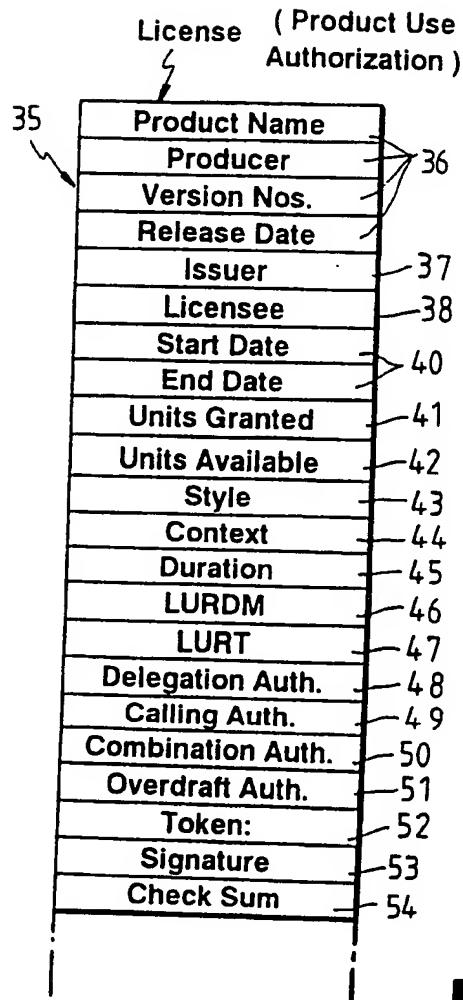 License ( Product Use
Authorization )
35
Product Name
Producer 36
Version Nos.
Release Date
Issuer 37
Licensee 38
Start Date
40
End Date
Units Granted 41
Units Available 42
Style 43
Context 44
Duration 45
LURDM 46
LURT 47
Delegation Auth. 48
Calling Auth. 49
Combination Auth. 50
Overdraft Auth. 51
Token: 52
Signature 53
Check Sum 54